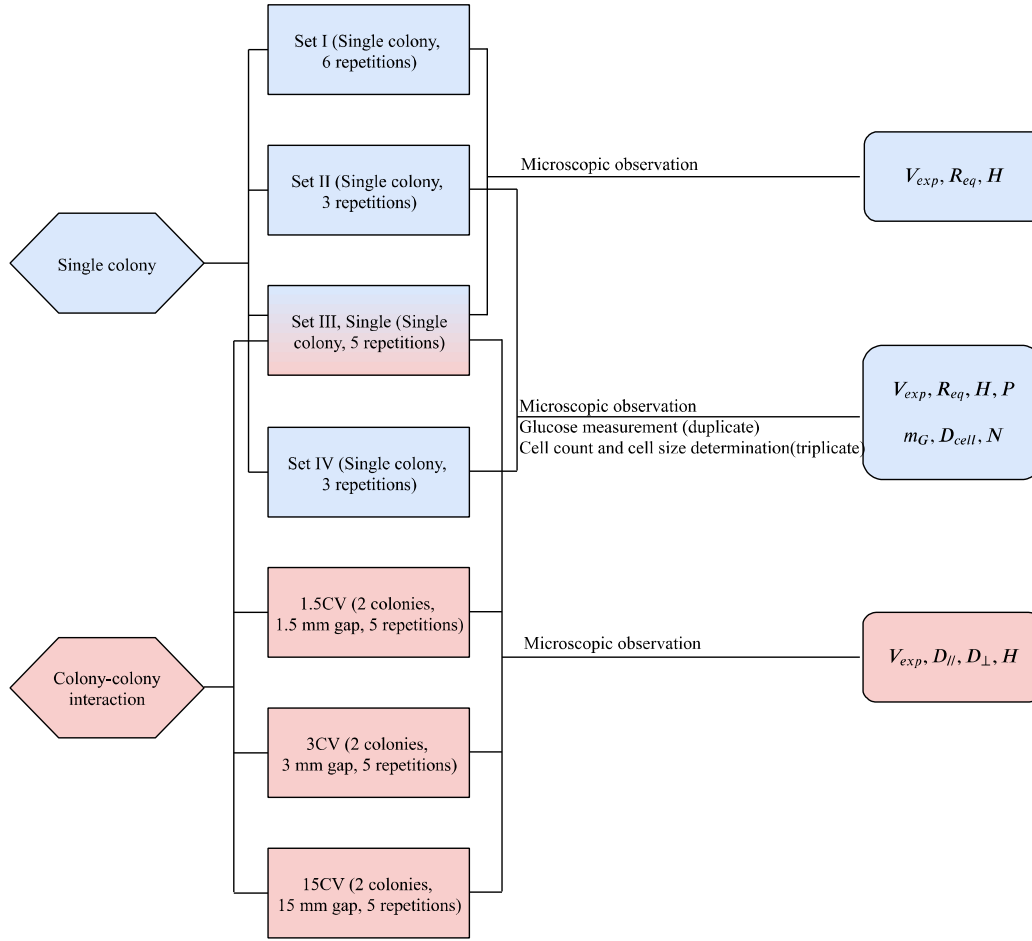 Set I (Single colony,
6 repetitions)
Set II (Single colony,
3 repetitions)
Microscopic observation
V_exp, R_eq, H
Single colony
Set III, Single (Single
colony, 5 repetitions)
Microscopic observation
Glucose measurement (duplicate)
Cell count and cell size determination(triplicate)
V_exp, R_eq, H, P
m_G, D_cell, N
Set IV (Single colony,
3 repetitions)
1.5CV (2 colonies,
1.5 mm gap, 5 repetitions)
Microscopic observation
V_exp, D_//, D_⊥, H
Colony-colony
interaction
3CV (2 colonies,
3 mm gap, 5 repetitions)
15CV (2 colonies,
15 mm gap, 5 repetitions)